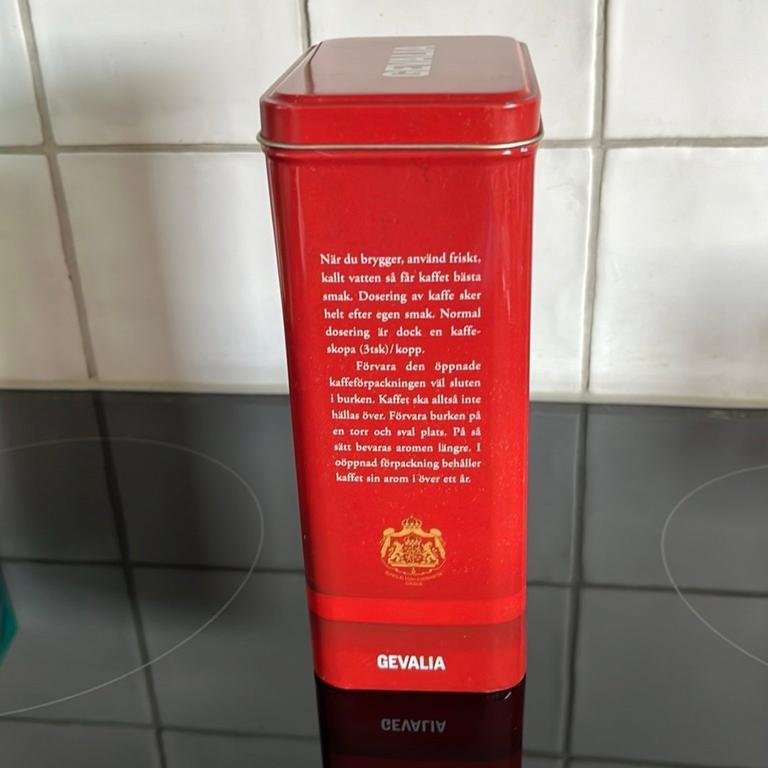 GEVALIA
När du brygger, använd friskt,
kallt vatten så får kaffet bästa
smak. Dosering av kaffe sker
helt efter egen smak. Normal
dosering är dock en kaffe-
skopa (3tsk)/kopp.
Förvara den öppnade
kaffeförpackningen väl sluten
i burken. Kaffet ska alltså inte
hällas över. Förvara burken på
en torr och sval plats. På så
sätt bevaras aromen längre. I
oöppnad förpackning behåller
kaffet sin arom i över ett år.
GEVALIA